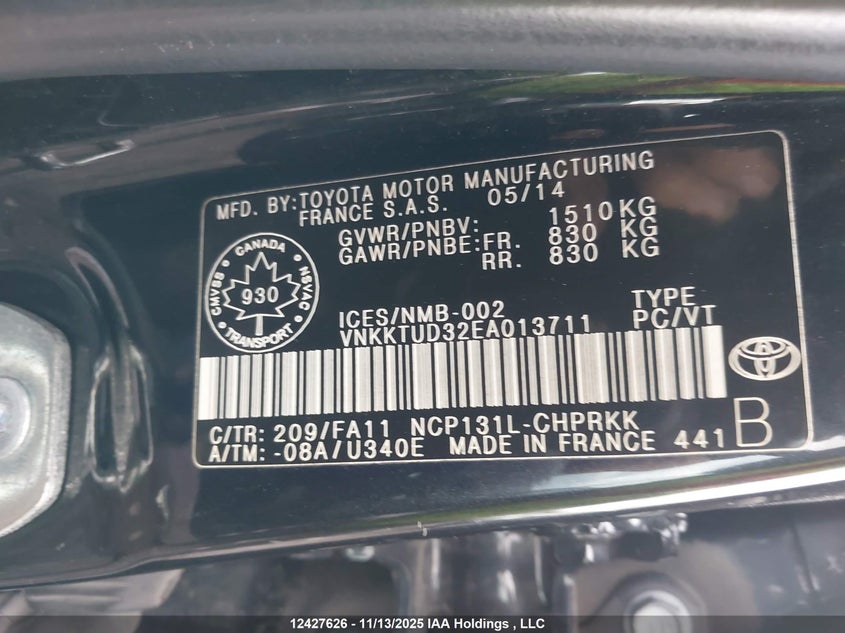 MFD. BY:TOYOTA MOTOR MANUFACTURING
FRANCE S.A.S. 05/14
GVWR/PNBV: 1510KG
GAWR/PNBE:FR. 830 KG
RR. 830 KG
CANADA
CMVSS
NSVAC
930
TRANSPORT
ICES/NMB-002
TYPE
VNKKTUD32EA013711
PC/VT
C/TR: 209/FA11 NCP131L-CHPRKK
A/TM: -08A/U340E MADE IN FRANCE 441
B
12427626 - 11/13/2025 IAA Holdings , LLC